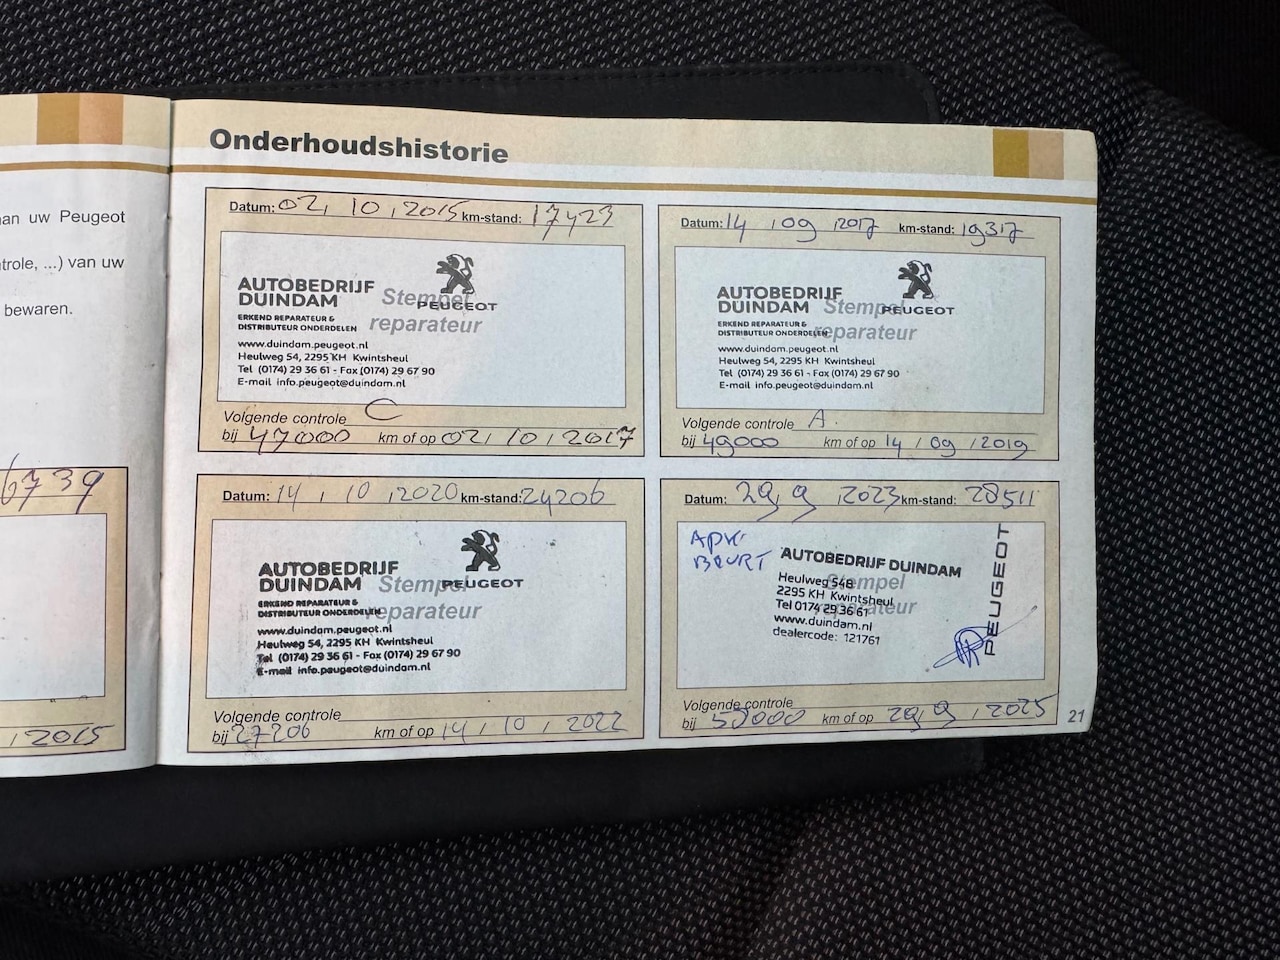 an uw Peugeot
trole, ...) van uw
bewaren.
6739
, 2015
Onderhoudshistorie
Datum: 02, 10, 2015 km-stand: 17423
AUTOBEDRIJF
DUINDAM
PEUGEOT
Stempel
reparateur
ERKEND REPARATEUR &
DISTRIBUTEUR ONDERDELEN
www.duindam.peugeot.nl
Heulweg 54, 2295 KH Kwintsheul
Tel (0174) 29 36 61 - Fax (0174) 29 67 90
E-mail info.peugeot@duindam.nl
Volgende controle C
bij 47000 km of op 02, 10, 2017
Datum: 14, 09, 2017 km-stand: 19317
AUTOBEDRIJF
DUINDAM
PEUGEOT
Stempel
reparateur
ERKEND REPARATEUR &
DISTRIBUTEUR ONDERDELEN
www.duindam.peugeot.nl
Heulweg 54, 2295 KH Kwintsheul
Tel (0174) 29 36 61 - Fax (0174) 29 67 90
E-mail info.peugeot@duindam.nl
Volgende controle A.
bij 49000 km of op 14, 09, 2019
Datum: 14, 10, 2020 km-stand: 24206
AUTOBEDRIJF
DUINDAM
PEUGEOT
Stempel
reparateur
ERKEND REPARATEUR &
DISTRIBUTEUR ONDERDELEN
www.duindam.peugeot.nl
Heulweg 54, 2295 KH Kwintsheul
Tel (0174) 29 36 61 - Fax (0174) 29 67 90
E-mail info.peugeot@duindam.nl
Volgende controle
bij 27206 km of op 14, 10, 2022
Datum: 29, 9, 2023 km-stand: 28511
APK
BEURT
AUTOBEDRIJF DUINDAM
Heulweg 54B
2295 KH Kwintsheul
Tel 0174 29 36 61
www.duindam.nl
dealercode: 121761
Stempel
reparateur
PEUGEOT
Volgende controle
bij km of op 29, 9, 2025
21